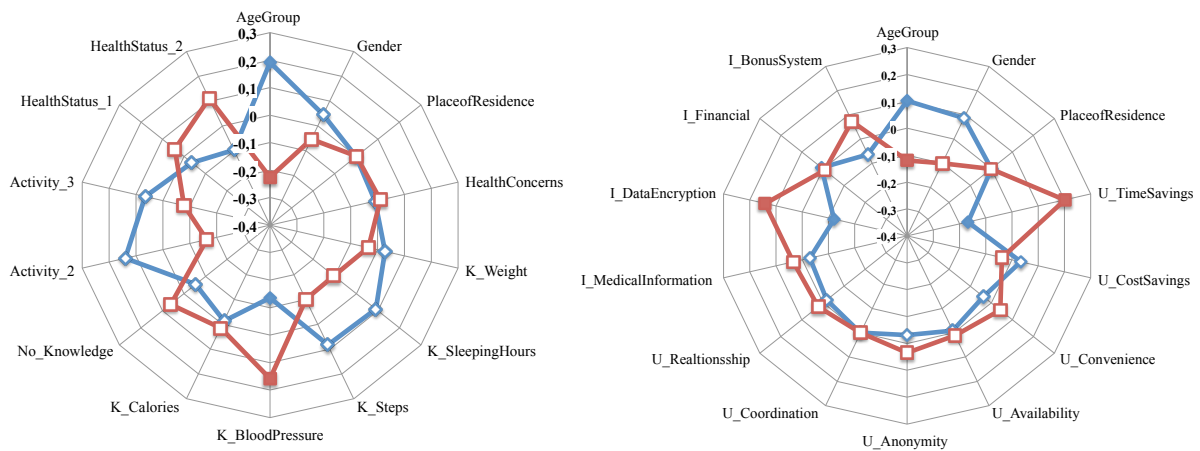 AgeGroup
Gender
PlaceofResidence
HealthConcerns
K_Weight
K_SleepingHours
K_Steps
K_BloodPressure
K_Calories
No_Knowledge
Activity_2
Activity_3
HealthStatus_1
HealthStatus_2
0,3
0,2
0,1
0
-0,1
-0,2
-0,3
-0,4
AgeGroup
Gender
PlaceofResidence
U_TimeSavings
U_CostSavings
U_Convenience
U_Availability
U_Anonymity
U_Coordination
U_Realtionsship
I_MedicalInformation
I_DataEncryption
I_Financial
I_BonusSystem
0,3
0,2
0,1
0
-0,1
-0,2
-0,3
-0,4